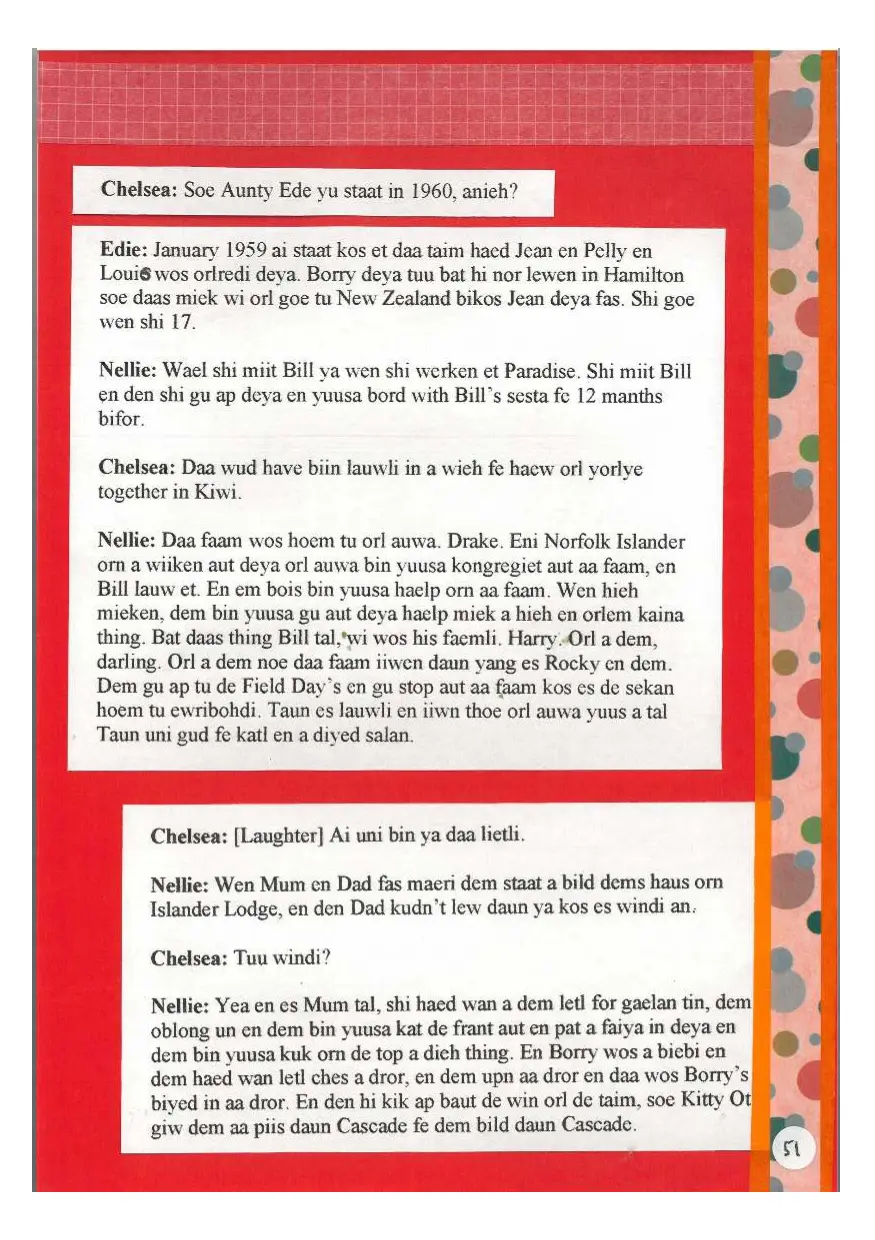 Chelsea: Soe Aunty Ede yu staat in 1960, anieh?
Edie: January 1959 ai staat kos et daa taim haed Jean en Pelly en
Louis wos orlredi deya. Borry deya tuu bat hi nor lewen in Hamilton
soe daas miek wi orl goe tu New Zealand bikos Jean deya fas. Shi goe
wen shi 17.
Nellie: Wael shi miit Bill ya wen shi werken et Paradise. Shi miit Bill
en den shi gu ap deya en yuusa bord with Bill's sesta fe 12 manths
bifor.
Chelsea: Daa wud have biin lauwli in a wieh fe haew orl yorlye
together in Kiwi.
Nellie: Daa faam wos hoem tu orl auwa. Drake. Eni Norfolk Islander
orn a wiiken aut deya orl auwa bin yuusa kongregiet aut aa faam, en
Bill lauw et. En em bois bin yuusa haelp orn aa faam. Wen hieh
mieken, dem bin yuusa gu aut deya haelp miek a hieh en orlem kaina
thing. Bat daas thing Bill tal, wi wos his faemli. Harry. Orl a dem,
darling. Orl a dem noe daa faam iiwen daun yang es Rocky en dem.
Dem gu ap tu de Field Day's en gu stop aut aa faam kos es de sekan
hoem tu ewribohdi. Taun es lauwli en iiwn thoe orl auwa yuus a tal
Taun uni gud fe katl en a diyed salan.
Chelsea: [Laughter] Ai uni bin ya daa lietli.
Nellie: Wen Mum en Dad fas maeri dem staat a bild dems haus orn
Islander Lodge, en den Dad kudn't lew daun ya kos es windi an.
Chelsea: Tuu windi?
Nellie: Yea en es Mum tal, shi haed wan a dem letl for gaelan tin, dem
oblong un en dem bin yuusa kat de frant aut en pat a faiya in deya en
dem bin yuusa kuk orn de top a dieh thing. En Borry wos a biebi en
dem haed wan letl ches a dror, en dem upn aa dror en daa wos Borry's
biyed in aa dror. En den hi kik ap baut de win orl de taim, soe Kitty Ot
giw dem aa piis daun Cascade fe dem bild daun Cascade.
51